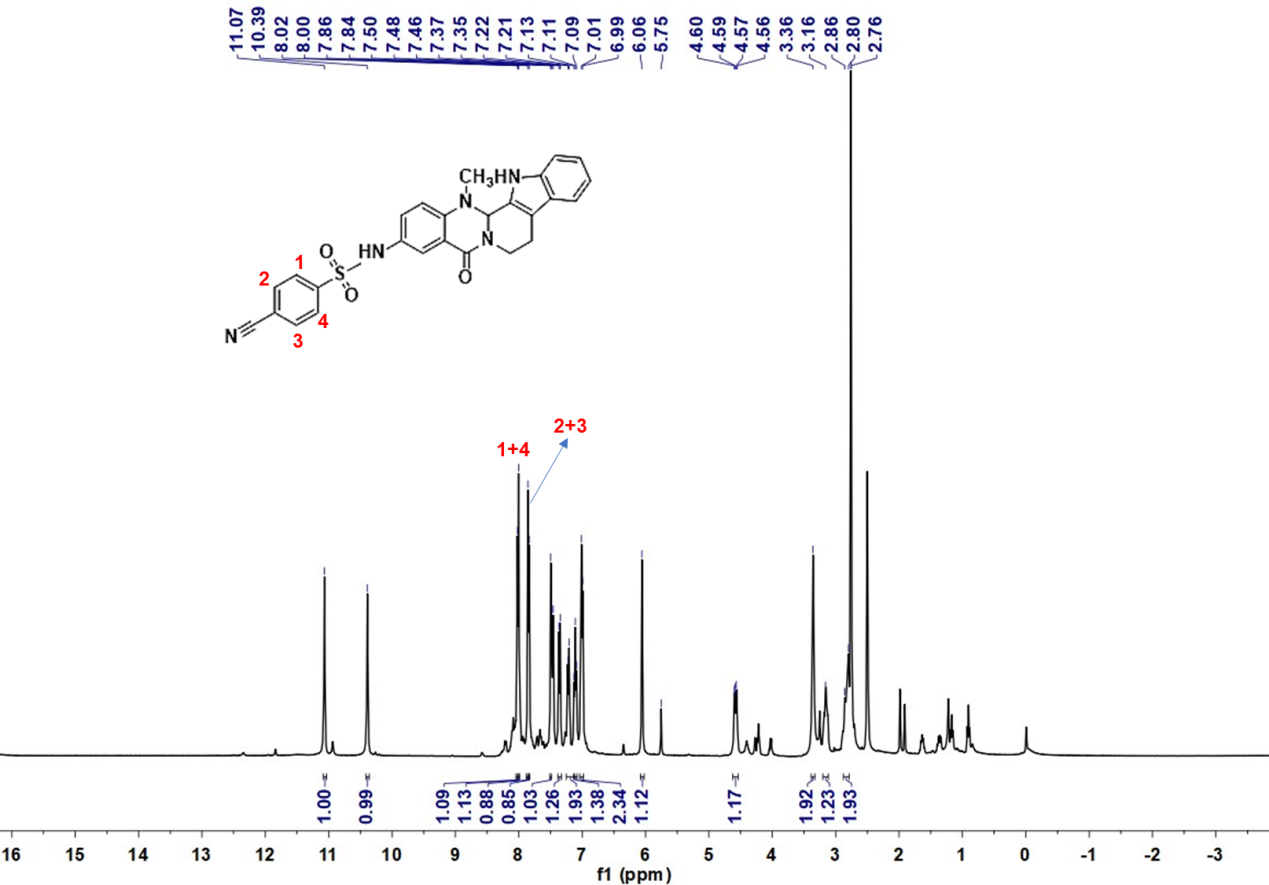 11.07 10.39 8.02 8.00 7.86 7.84 7.50 7.48 7.46 7.37 7.35 7.22 7.21 7.13 7.11 7.09 7.01 6.99 6.06 5.75 4.60 4.59 4.57 4.56 3.36 3.16 2.86 2.80 2.76
CH₃HN
N
N
O
HN
O
S
O
1
2
4
3
N
2+3
1+4
1.00 0.99 1.09 1.13 0.88 0.85 1.03 1.26 1.93 1.38 2.34 1.12 1.17 1.92 1.23 1.93
16 15 14 13 12 11 10 9 8 7 6 5 4 3 2 1 0 -1 -2 -3
f1 (ppm)